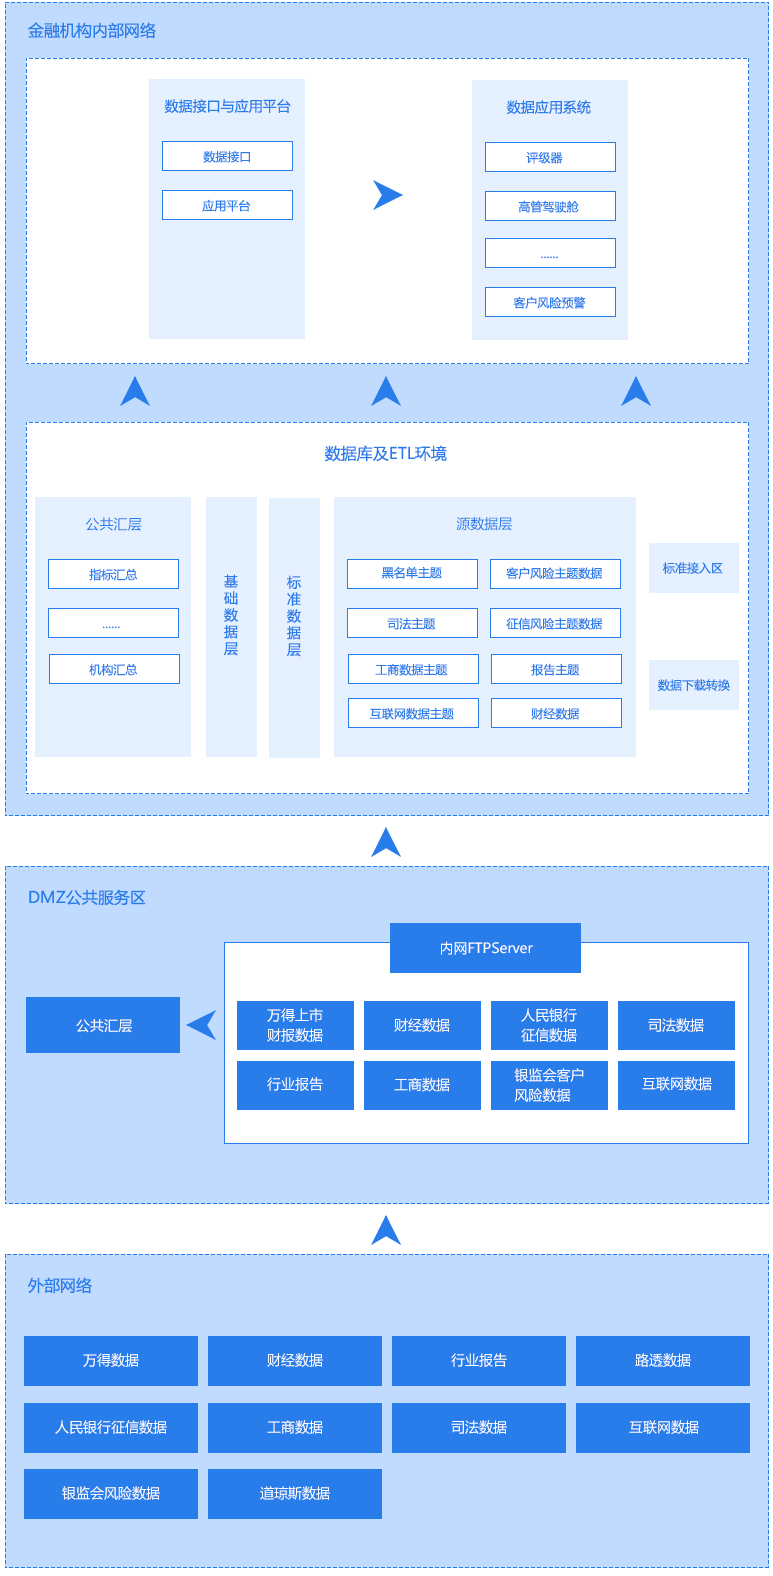 金融机构内部网络
数据接口与应用平台
数据接口
应用平台
数据应用系统
评级器
高管驾驶舱
......
客户风险预警
数据库及ETL环境
公共汇层
指标汇总
......
机构汇总
基础数据层
标准数据层
源数据层
黑名单主题
客户风险主题数据
司法主题
征信风险主题数据
工商数据主题
报告主题
互联网数据主题
财经数据
标准接入区
数据下载转换
DMZ公共服务区
内网FTPServer
公共汇层
万得上市
财报数据
财经数据
人民银行
征信数据
司法数据
行业报告
工商数据
银监会客户
风险数据
互联网数据
外部网络
万得数据
财经数据
行业报告
路透数据
人民银行征信数据
工商数据
司法数据
互联网数据
银监会风险数据
道琼斯数据